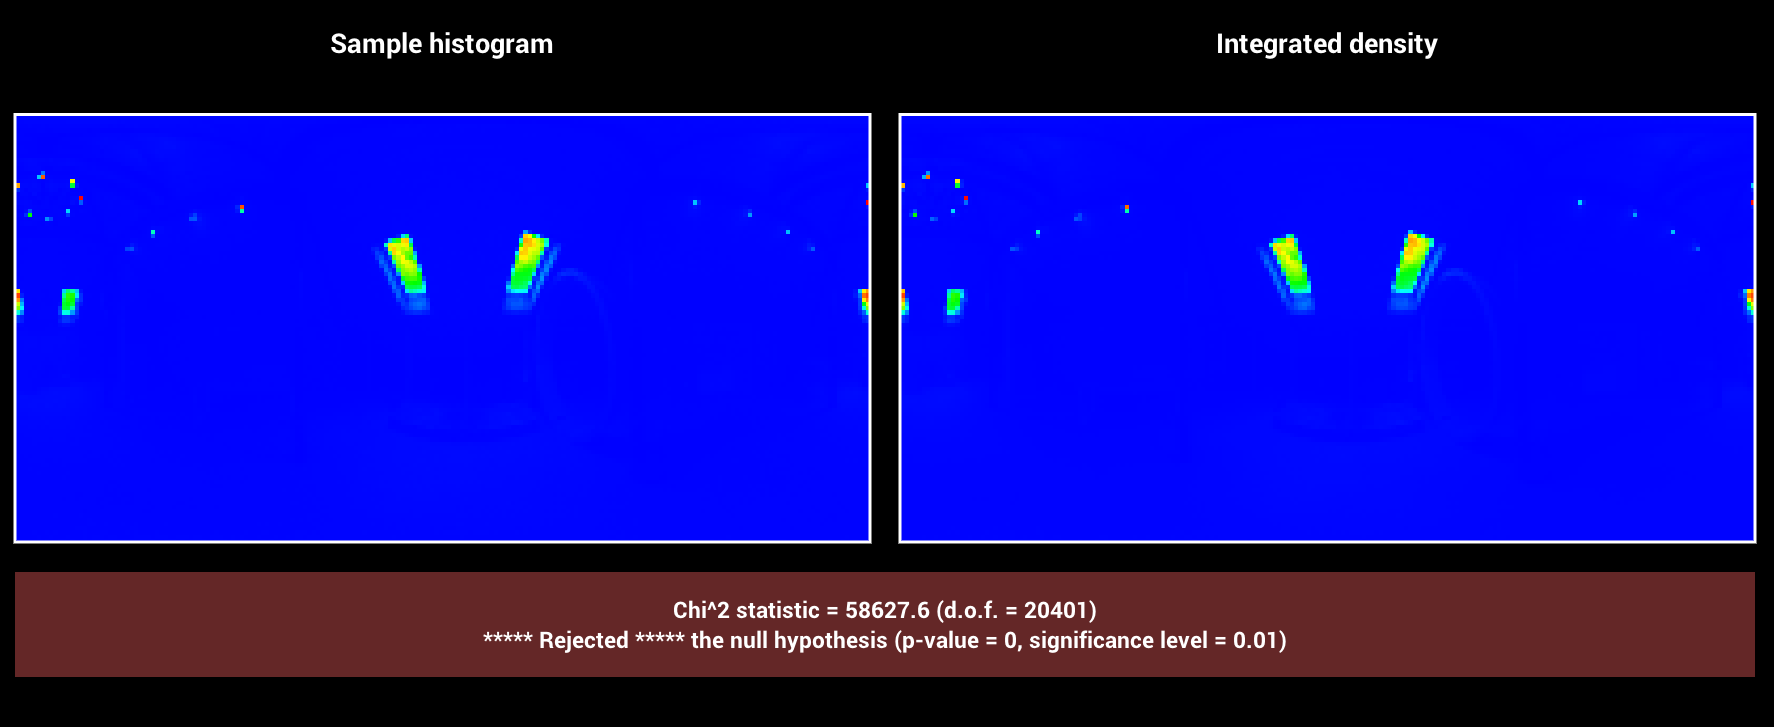 Sample histogram
Integrated density
Chi^2 statistic = 58627.6 (d.o.f. = 20401)
***** Rejected ***** the null hypothesis (p-value = 0, significance level = 0.01)